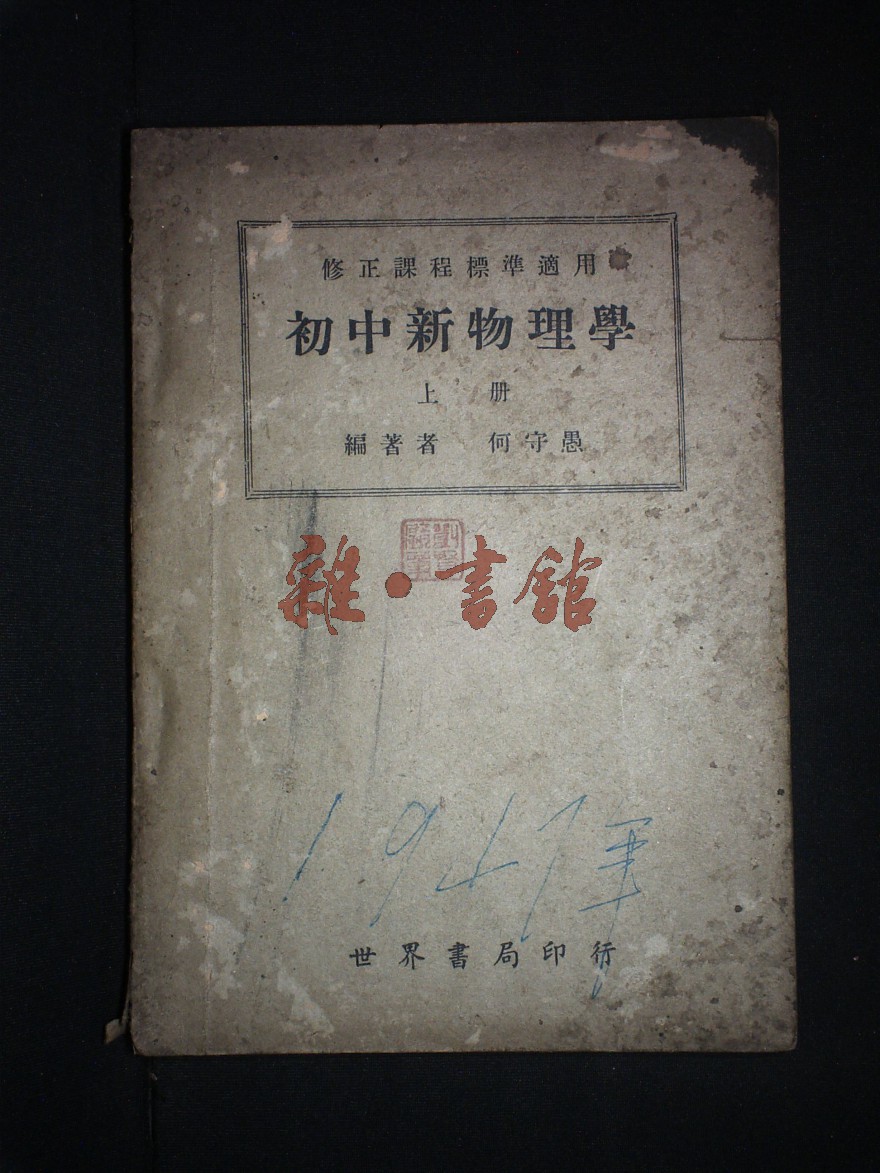 修正課程標準適用
初中新物理學
上册
編著者 何守愚
雜·書館
1947年
世界書局印行